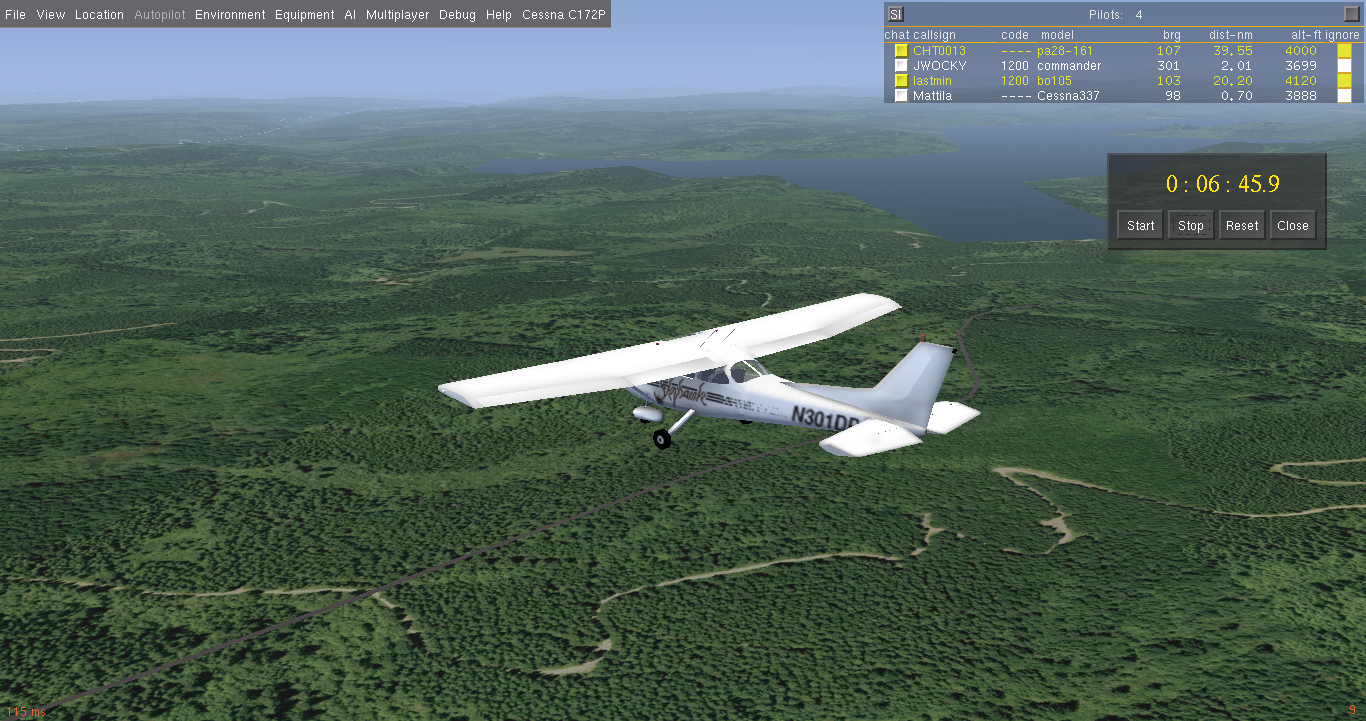 File View Location Autopilot Environment Equipment AI Multiplayer Debug Help Cessna C172P
SI Pilots: 4
chat callsign code model brg dist-nm alt-ft ignore
CHT0013 ---- pa28-161 107 39.55 4000
JWOCKY 1200 commander 301 2.01 3699
lastmin 1200 bo105 103 20.20 4120
Mattila ---- Cessna337 98 0.70 3888
0 : 06 : 45.9
Start Stop Reset Close
Skyhawk
N301DP
115 ms
9